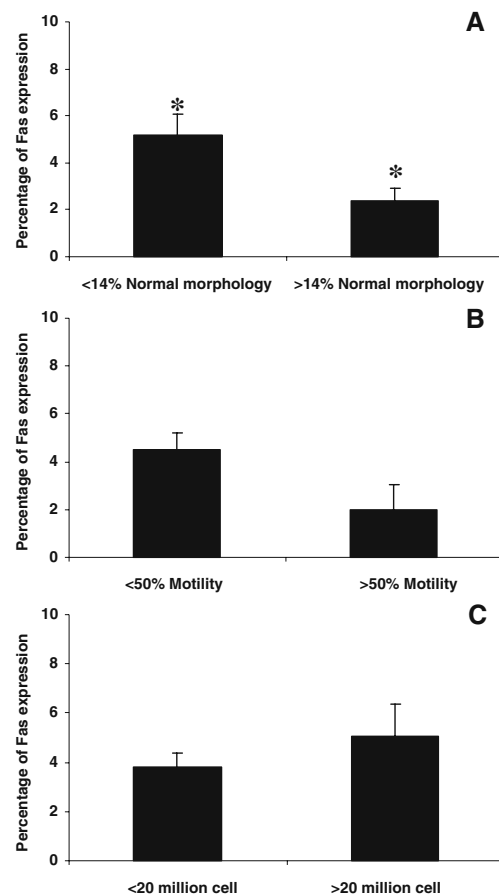 A
Percentage of Fas expression
10
8
6
4
2
0
*
*
<14% Normal morphology
>14% Normal morphology
B
Percentage of Fas expression
10
8
6
4
2
0
<50% Motility
>50% Motility
C
Percentage of Fas expression
10
8
6
4
2
0
<20 million cell
>20 million cell